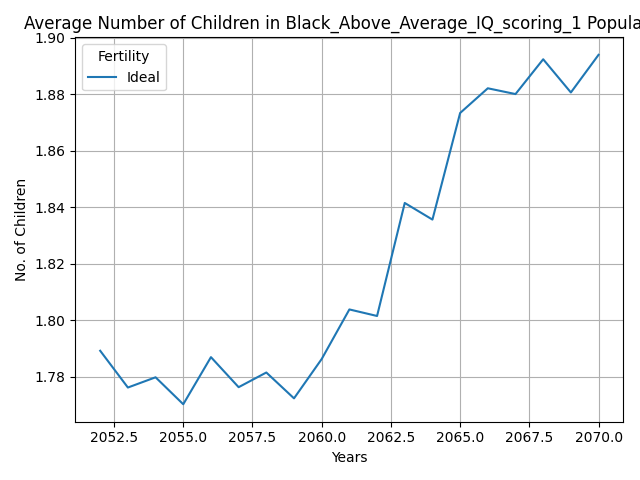 Average Number of Children in Black_Above_Average_IQ_scoring_1 Popula
Fertility
Ideal
1.90
1.88
1.86
1.84
1.82
1.80
1.78
No. of Children
2052.5 2055.0 2057.5 2060.0 2062.5 2065.0 2067.5 2070.0
Years